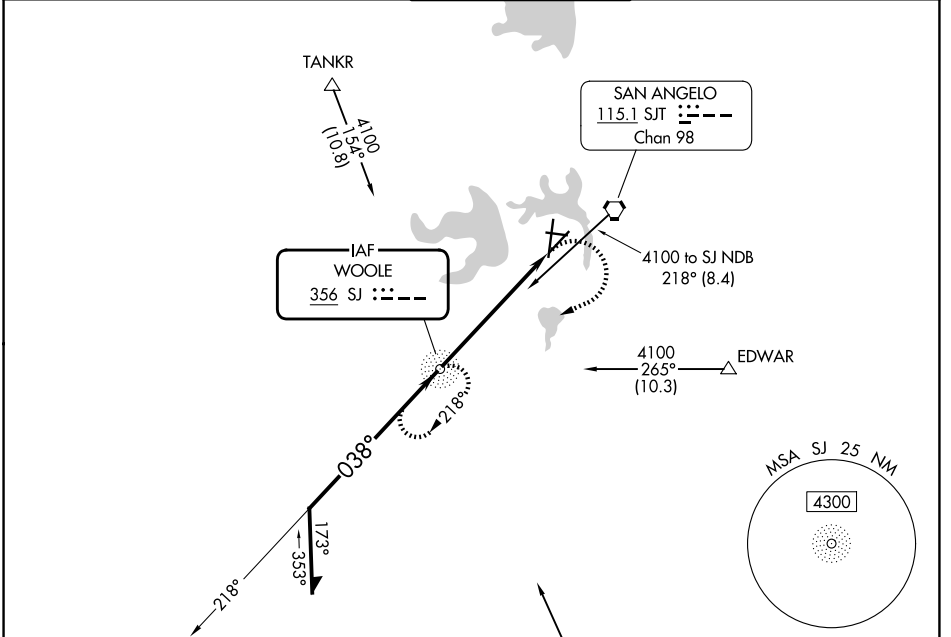 TANKR
4100
154°
(10.8)
SAN ANGELO
115.1 SJT
Chan 98
IAF
WOOLE
356 SJ
4100 to SJ NDB
218° (8.4)
4100
265°
(10.3)
EDWAR
218°
038°
173°
353°
218°
MSA SJ 25 NM
4300